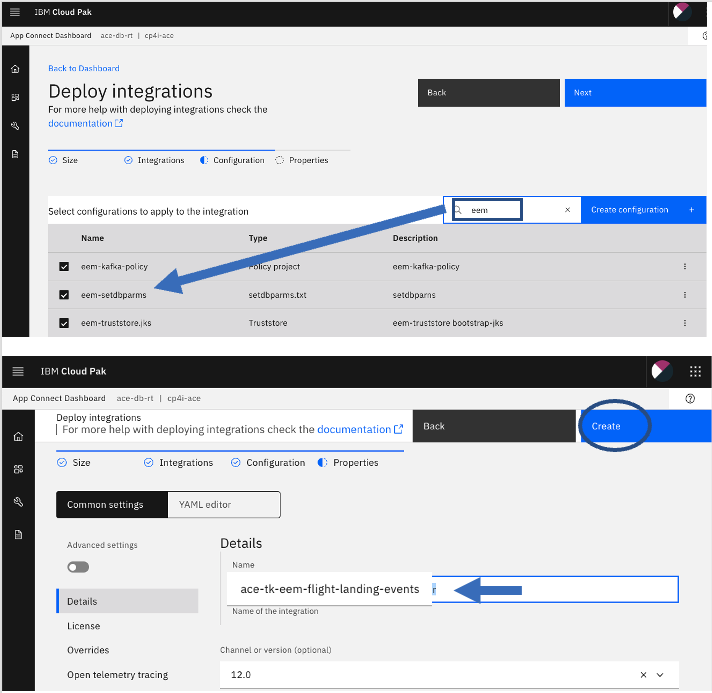 IBM Cloud Pak
App Connect Dashboard ace-db-rt | cp4i-ace
Back to Dashboard
Deploy integrations
For more help with deploying integrations check the
documentation
Back
Next
Size
Integrations
Configuration
Properties
Select configurations to apply to the integration
eem
Create configuration +
Name Type Description
eem-kafka-policy Policy project eem-kafka-policy
eem-setdbparms setdbparms.txt setdbparns
eem-truststore.jks Truststore eem-truststore bootstrap-jks
IBM Cloud Pak
App Connect Dashboard ace-db-rt | cp4i-ace
Deploy integrations
For more help with deploying integrations check the documentation
Back
Create
Size
Integrations
Configuration
Properties
Common settings
YAML editor
Advanced settings
Details
License
Overrides
Open telemetry tracing
Details
Name
ace-tk-eem-flight-landing-events r
Name of the integration
Channel or version (optional)
12.0